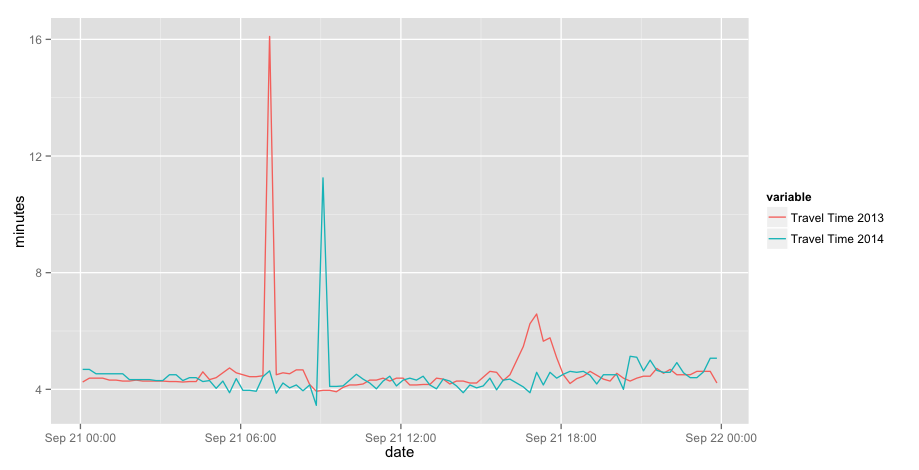 16
12
8
4
minutes
Sep 21 00:00
Sep 21 06:00
Sep 21 12:00
Sep 21 18:00
Sep 22 00:00
date
variable
Travel Time 2013
Travel Time 2014